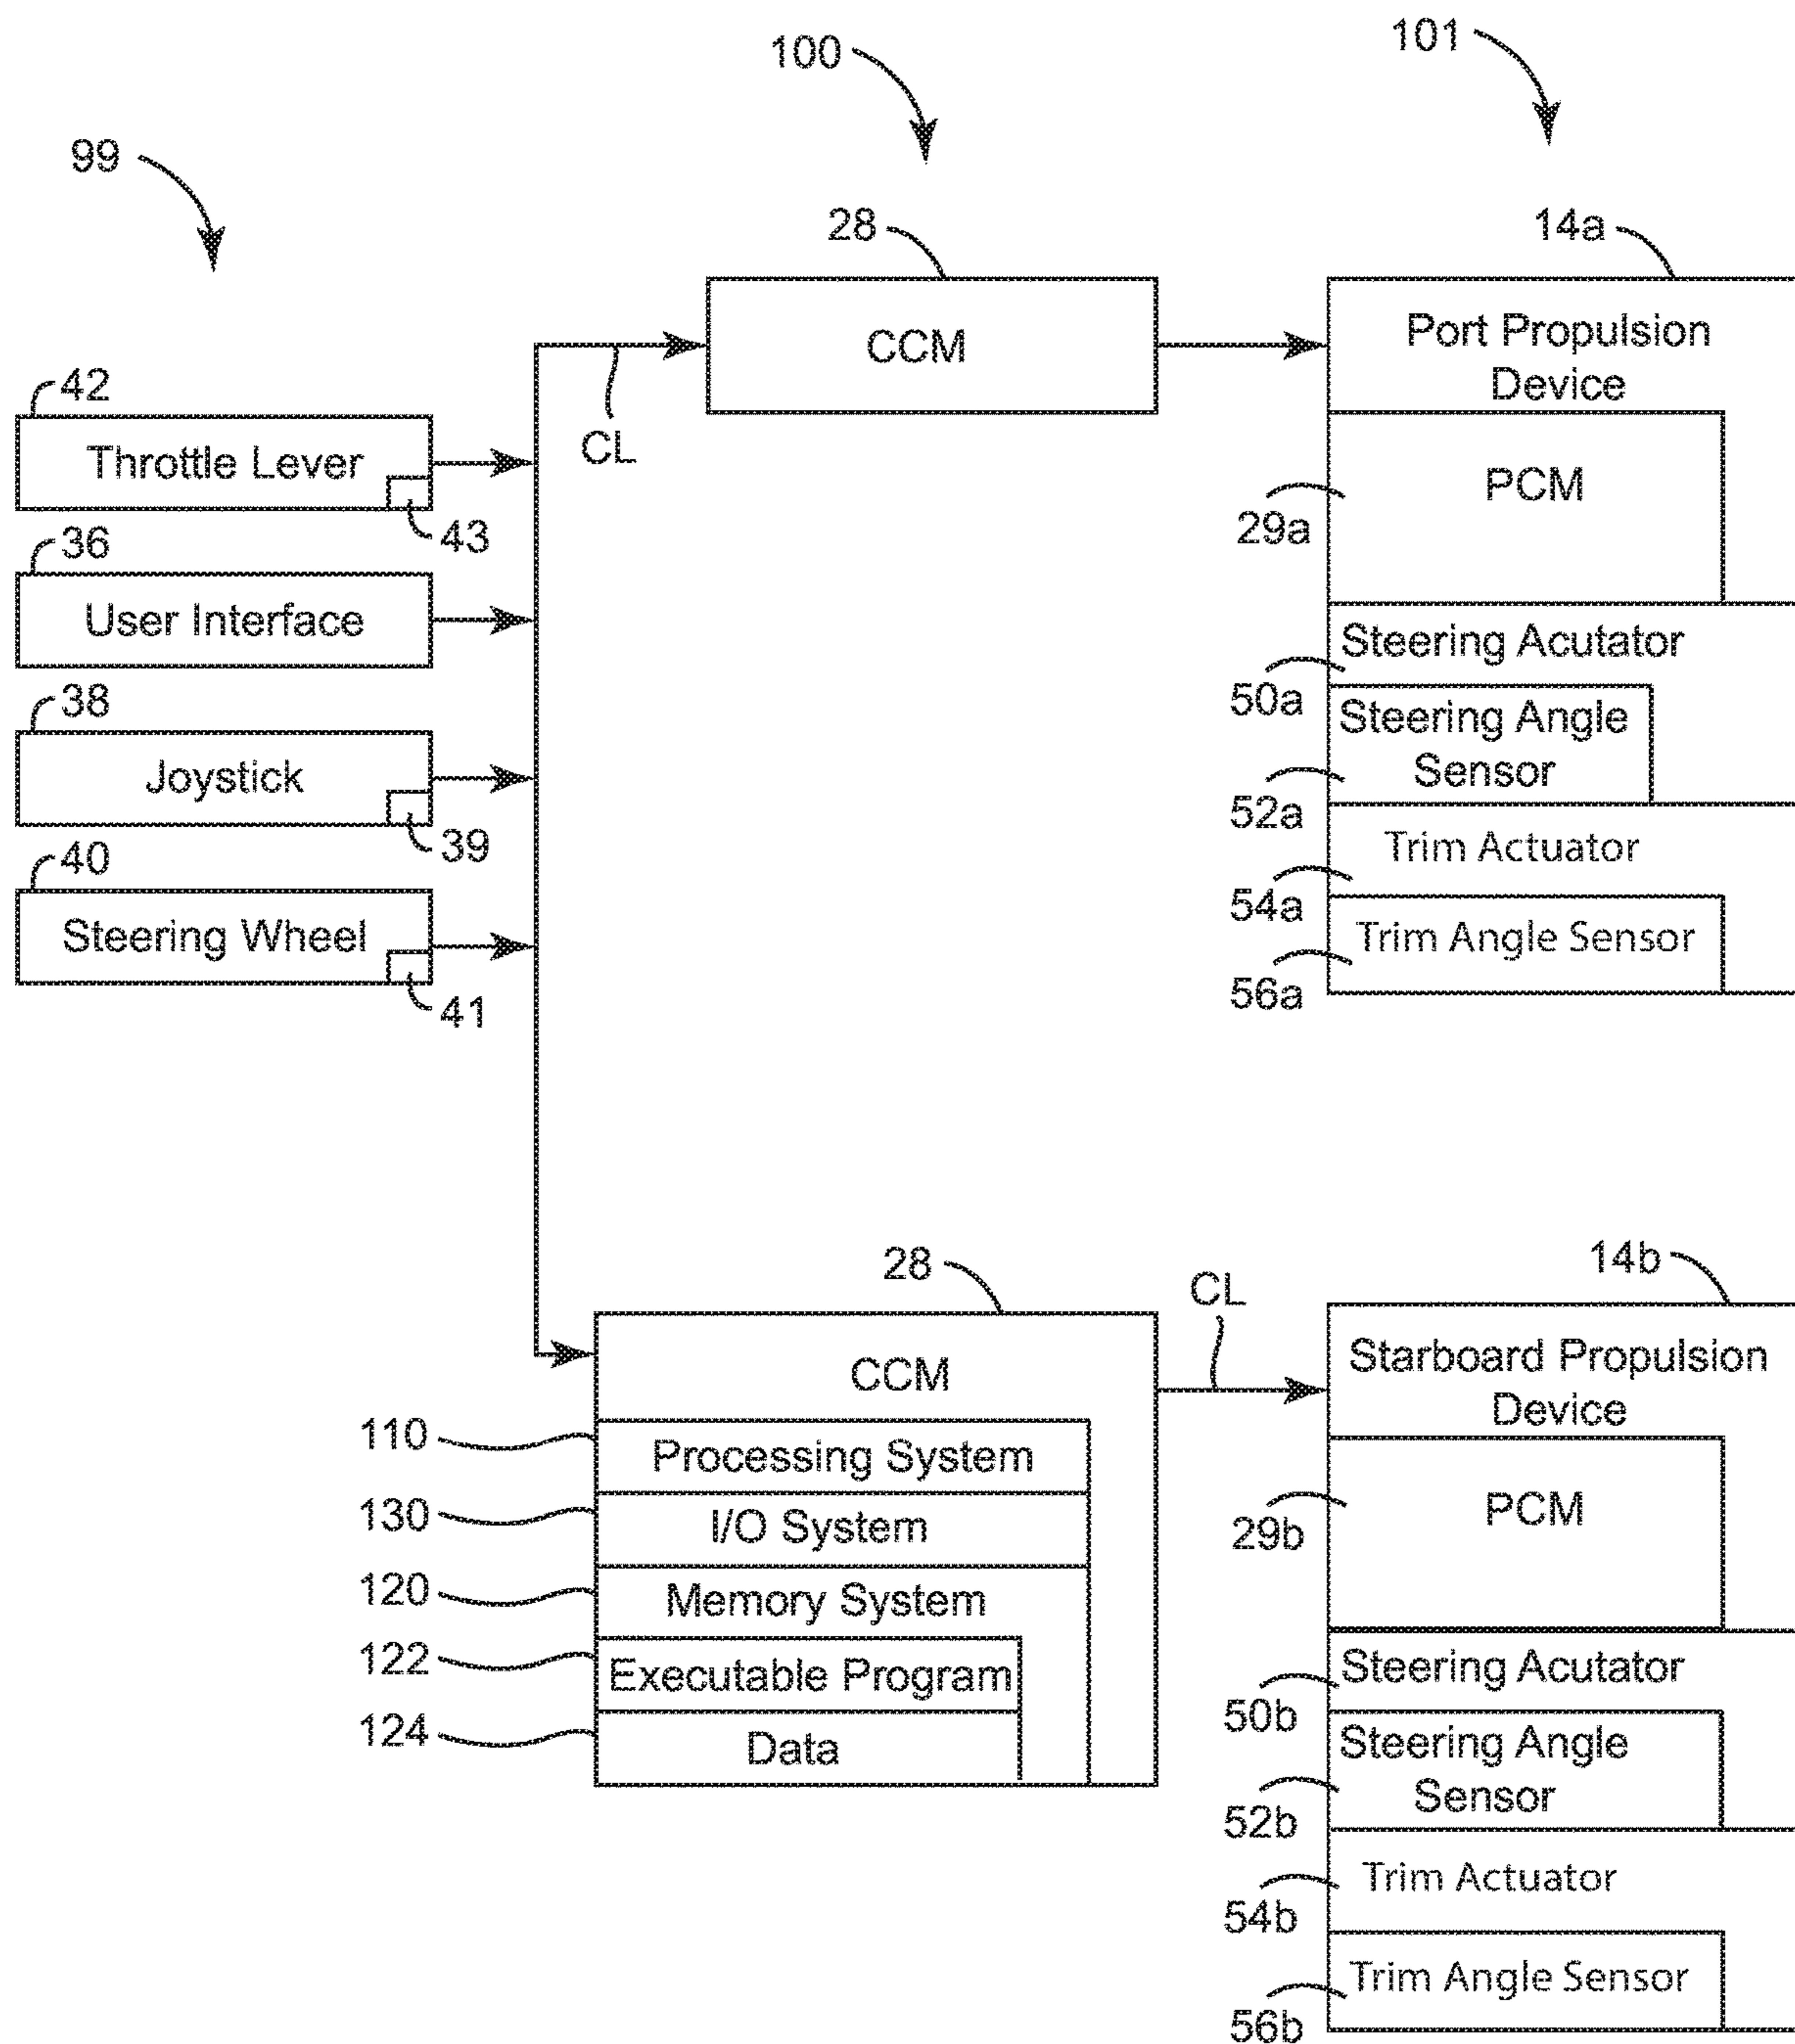 100
101
99
28
14a
CCM
Port Propulsion
Device
CL
42
Throttle Lever
43
PCM
29a
36
User Interface
Steering Acutator
50a
38
Joystick
39
Steering Angle
Sensor
52a
40
Steering Wheel
41
Trim Actuator
54a
Trim Angle Sensor
56a
28
CL
14b
CCM
Starboard Propulsion
Device
110
Processing System
130
I/O System
PCM
29b
120
Memory System
122
Executable Program
Steering Acutator
50b
124
Data
Steering Angle
Sensor
52b
Trim Actuator
54b
Trim Angle Sensor
56b